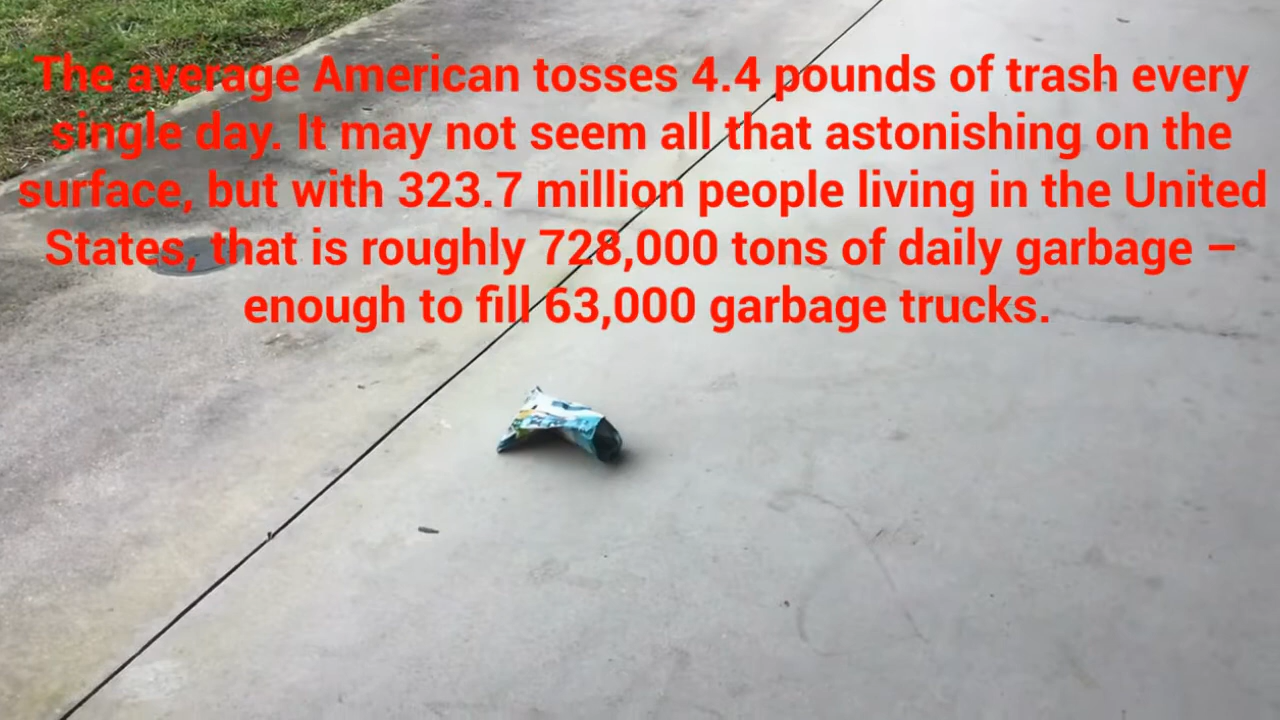 The average American tosses 4.4 pounds of trash every
single day. It may not seem all that astonishing on the
surface, but with 323.7 million people living in the United
States, that is roughly 728,000 tons of daily garbage –
enough to fill 63,000 garbage trucks.